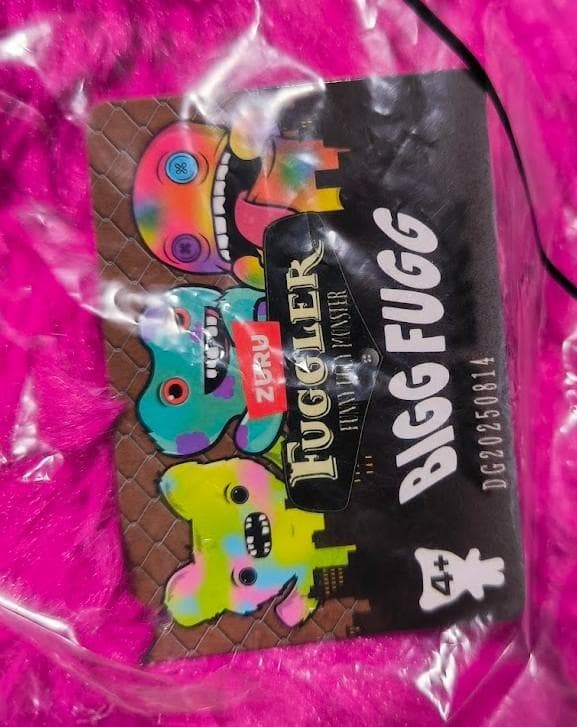 ZURU
FUGGLER
FUNNY UGLY MONSTER
BIGG FUGG
DG20250814
4+